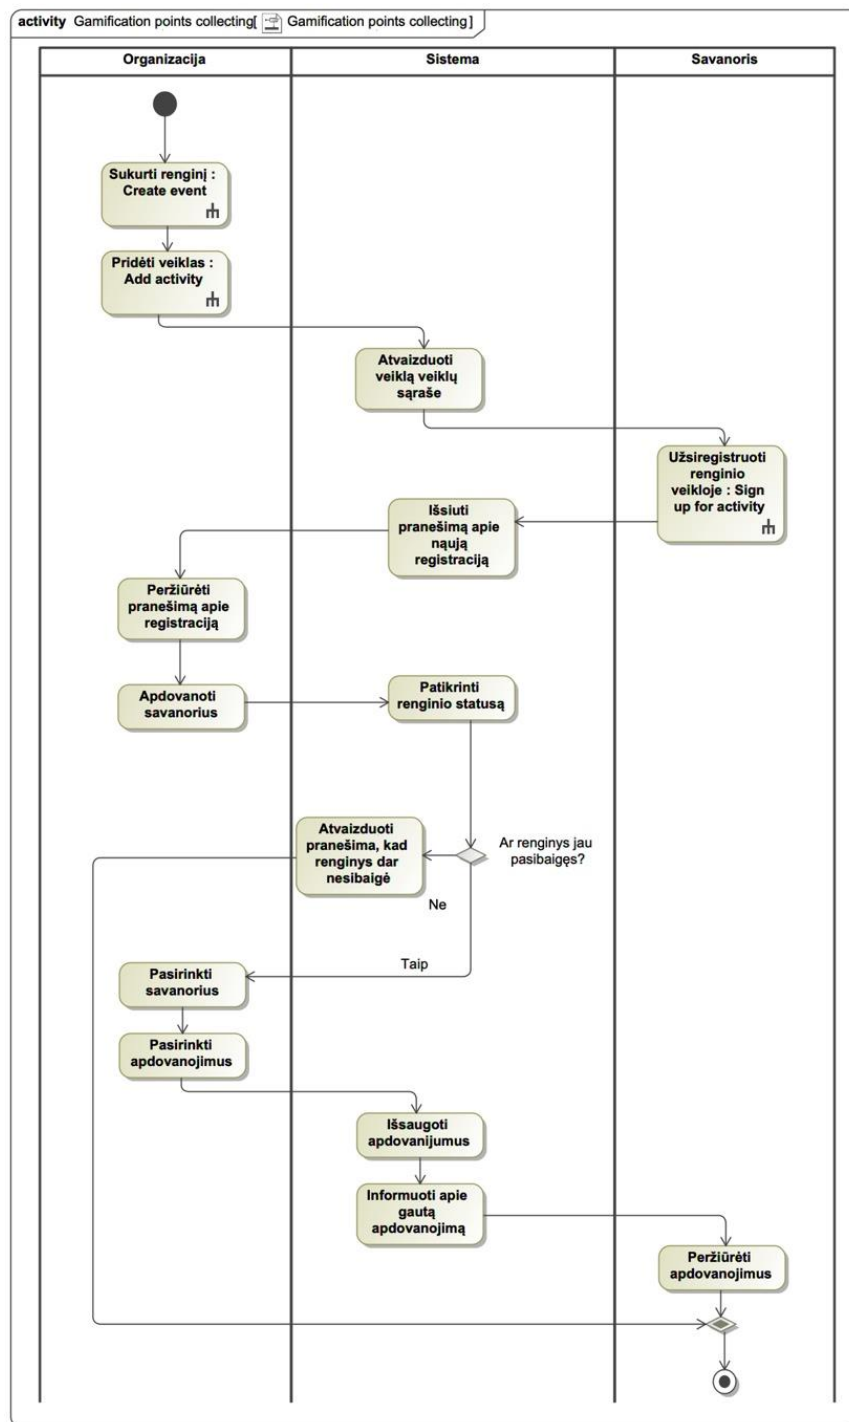 activity Gamification points collecting[ Gamification points collecting]
Organizacija
Sistema
Savanoris
Sukurti renginį :
Create event
Pridėti veiklas :
Add activity
Atvaizduoti
veiklą veiklų
sąraše
Užsiregistruoti
renginio
veikloje : Sign
up for activity
Išsiuti
pranešimą apie
nąują
registraciją
Peržiūrėti
pranešimą apie
registraciją
Apdovanoti
savanorius
Patikrinti
renginio statusą
Atvaizduoti
pranešima, kad
renginys dar
nesibaigė
Ar renginys jau
pasibaigęs?
Ne
Taip
Pasirinkti
savanorius
Pasirinkti
apdovanojimus
Išsaugoti
apdovanijumus
Informuoti apie
gautą
apdovanojimą
Peržiūrėti
apdovanojimus